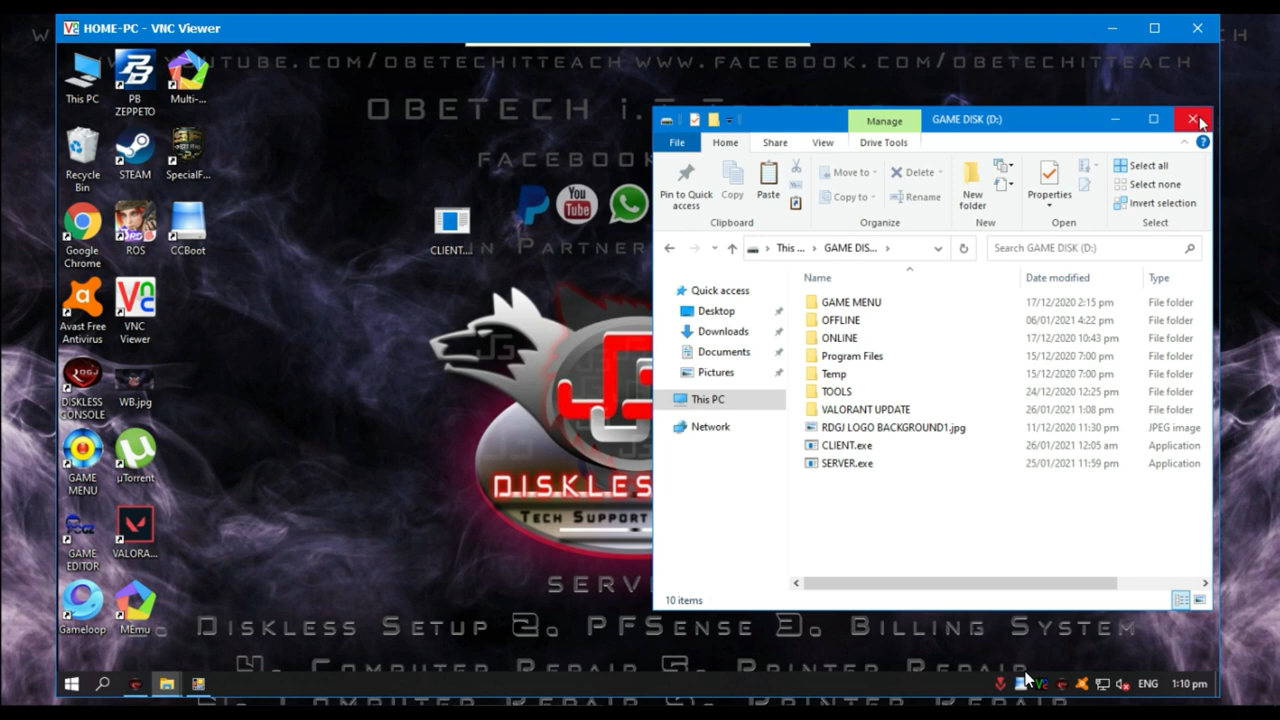 HOME-PC - VNC Viewer
YOUTUBE.COM/OBETECHITTEACH WWW.FACEBOOK.COM/OBETECHITTEACH
OBETECH i.T
FACEBOOK
You
Tube
in Partner
DISKLES
Tech Support
SERV
Diskless Setup 2. PFSense 3. Billing System
4. Computer Repair 5. Printer Repair
This PC
PB
ZEPPETO
Multi-...
Recycle
Bin
STEAM
SpecialF...
Google
Chrome
ROS
CCBoot
CLIENT....
Avast Free
Antivirus
VNC
Viewer
DISKLESS
CONSOLE
WB.jpg
GAME
MENU
µTorrent
GAME
EDITOR
VALORA...
Gameloop
MEmu
Manage
GAME DISK (D:)
File
Home
Share
View
Drive Tools
Pin to Quick
access
Copy
Paste
Move to
Copy to
Delete
Rename
New
folder
Properties
Select all
Select none
Invert selection
Clipboard
Organize
New
Open
Select
This ...
GAME DIS...
Search GAME DISK (D:)
Quick access
Desktop
Downloads
Documents
Pictures
This PC
Network
Name Date modified Type
GAME MENU 17/12/2020 2:15 pm File folder
OFFLINE 06/01/2021 4:22 pm File folder
ONLINE 17/12/2020 10:43 pm File folder
Program Files 15/12/2020 7:00 pm File folder
Temp 15/12/2020 7:00 pm File folder
TOOLS 24/12/2020 12:25 pm File folder
VALORANT UPDATE 26/01/2021 1:08 pm File folder
RDGJ LOGO BACKGROUND1.jpg 11/12/2020 11:30 pm JPEG image
CLIENT.exe 26/01/2021 12:05 am Application
SERVER.exe 25/01/2021 11:59 pm Application
10 items
ENG 1:10 pm